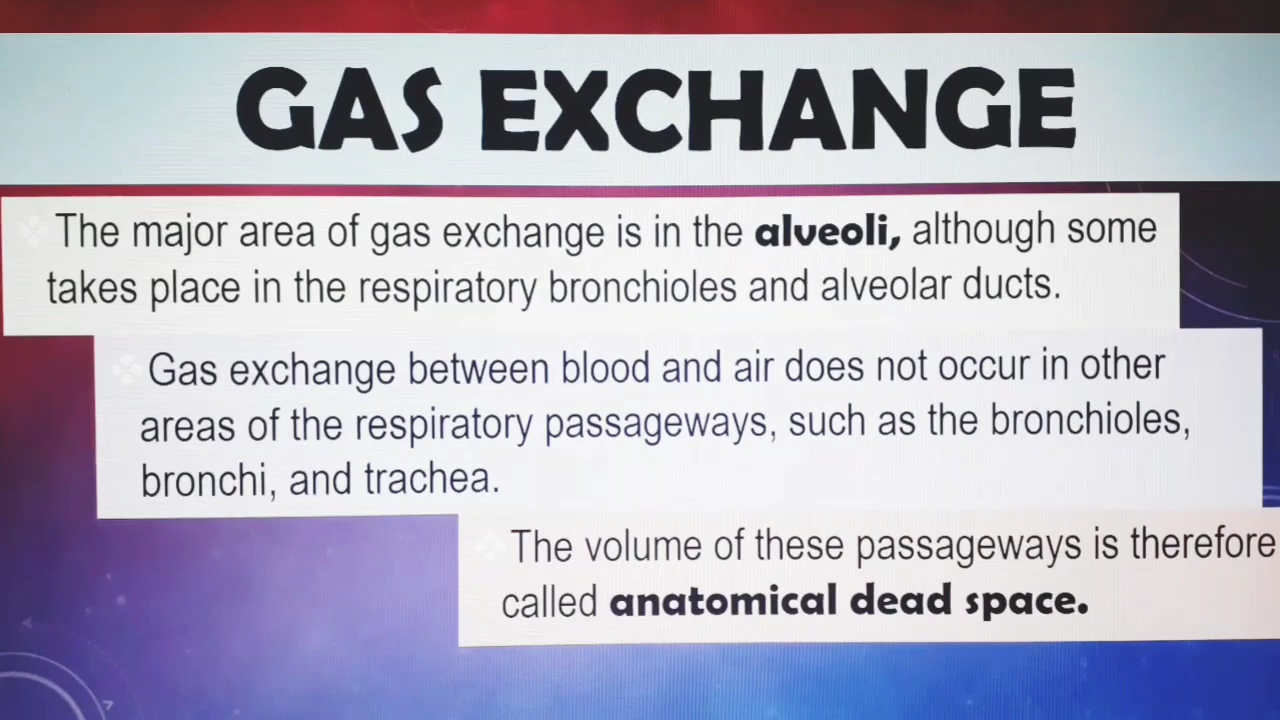 GAS EXCHANGE
The major area of gas exchange is in the alveoli, although some
takes place in the respiratory bronchioles and alveolar ducts.
Gas exchange between blood and air does not occur in other
areas of the respiratory passageways, such as the bronchioles,
bronchi, and trachea.
The volume of these passageways is therefore
called anatomical dead space.